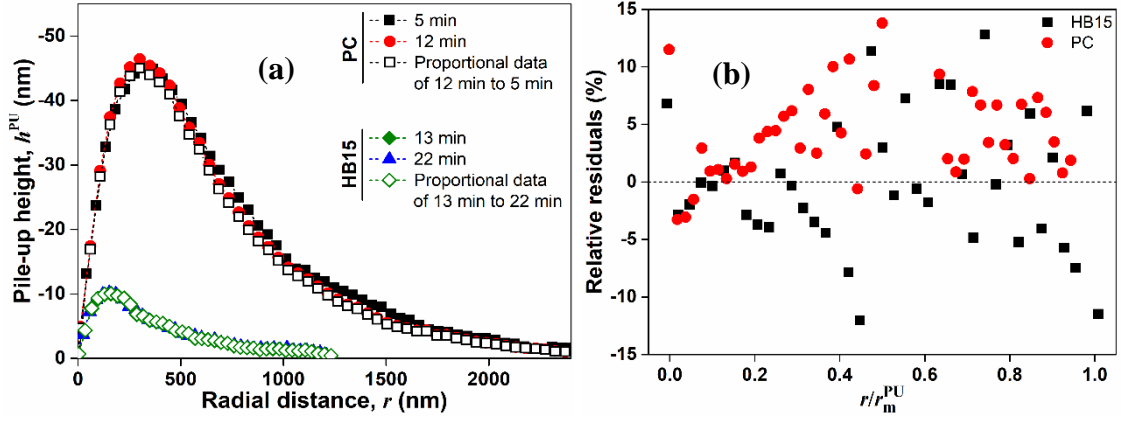 Pile-up height, h^PU (nm)
-50
-40
-30
-20
-10
0
(a)
PC
5 min
12 min
Proportional data
of 12 min to 5 min
HB15
13 min
22 min
Proportional data
of 13 min to 22 min
0
500
1000
1500
2000
Radial distance, r (nm)
Relative residuals (%)
15
10
5
0
-5
-10
-15
(b)
HB15
PC
0.0
0.2
0.4
0.6
0.8
1.0
r/r_m^PU